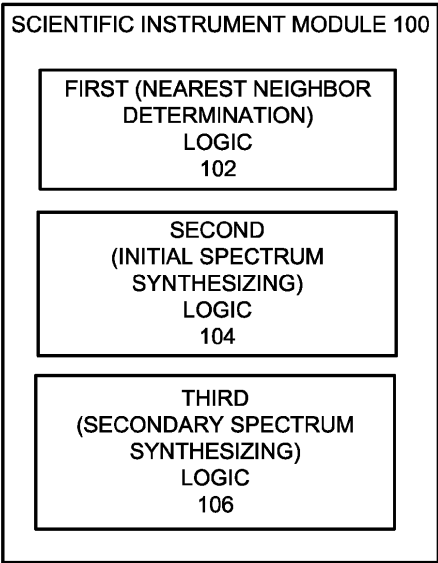 SCIENTIFIC INSTRUMENT MODULE 100
FIRST (NEAREST NEIGHBOR
DETERMINATION)
LOGIC
102
SECOND
(INITIAL SPECTRUM
SYNTHESIZING)
LOGIC
104
THIRD
(SECONDARY SPECTRUM
SYNTHESIZING)
LOGIC
106